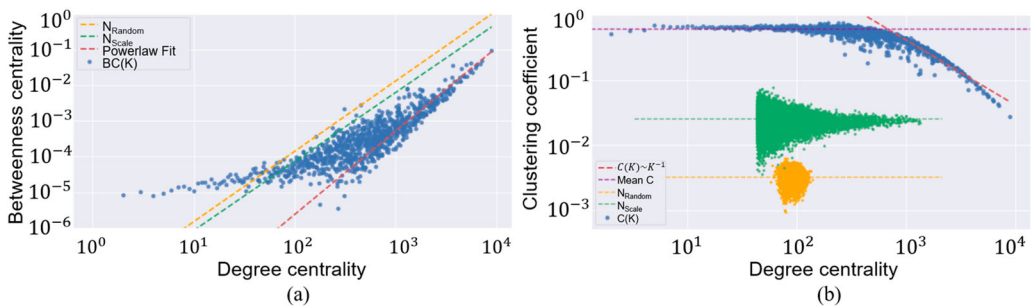 Betweenness centrality
10^0
10^-1
10^-2
10^-3
10^-4
10^-5
10^-6
N_Random
N_Scale
Powerlaw Fit
BC(K)
10^0
10^1
10^2
10^3
10^4
Degree centrality
(a)
Clustering coefficient
10^0
10^-1
10^-2
10^-3
C(K)~K^-1
Mean C
N_Random
N_Scale
C(K)
10^1
10^2
10^3
10^4
Degree centrality
(b)